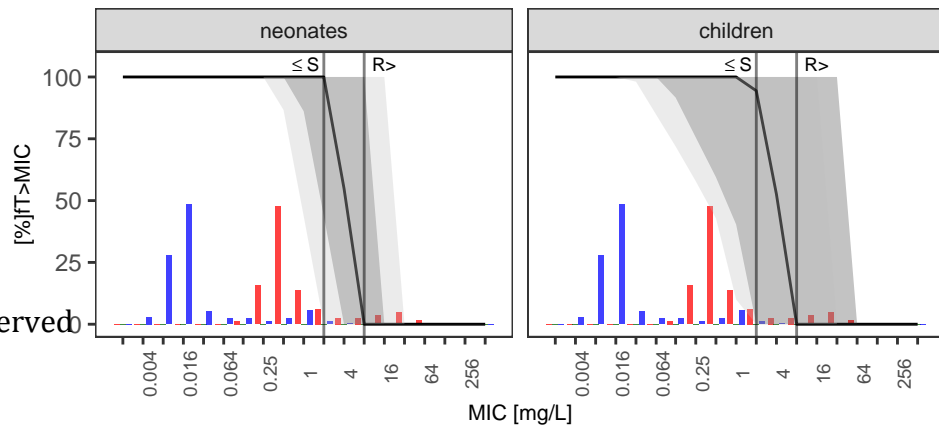 neonates
children
≤ S
R>
≤ S
R>
[%]fT>MIC
100
75
50
25
0
erved
0.004
0.016
0.064
0.25
1
4
16
64
256
0.004
0.016
0.064
0.25
1
4
16
64
256
MIC [mg/L]